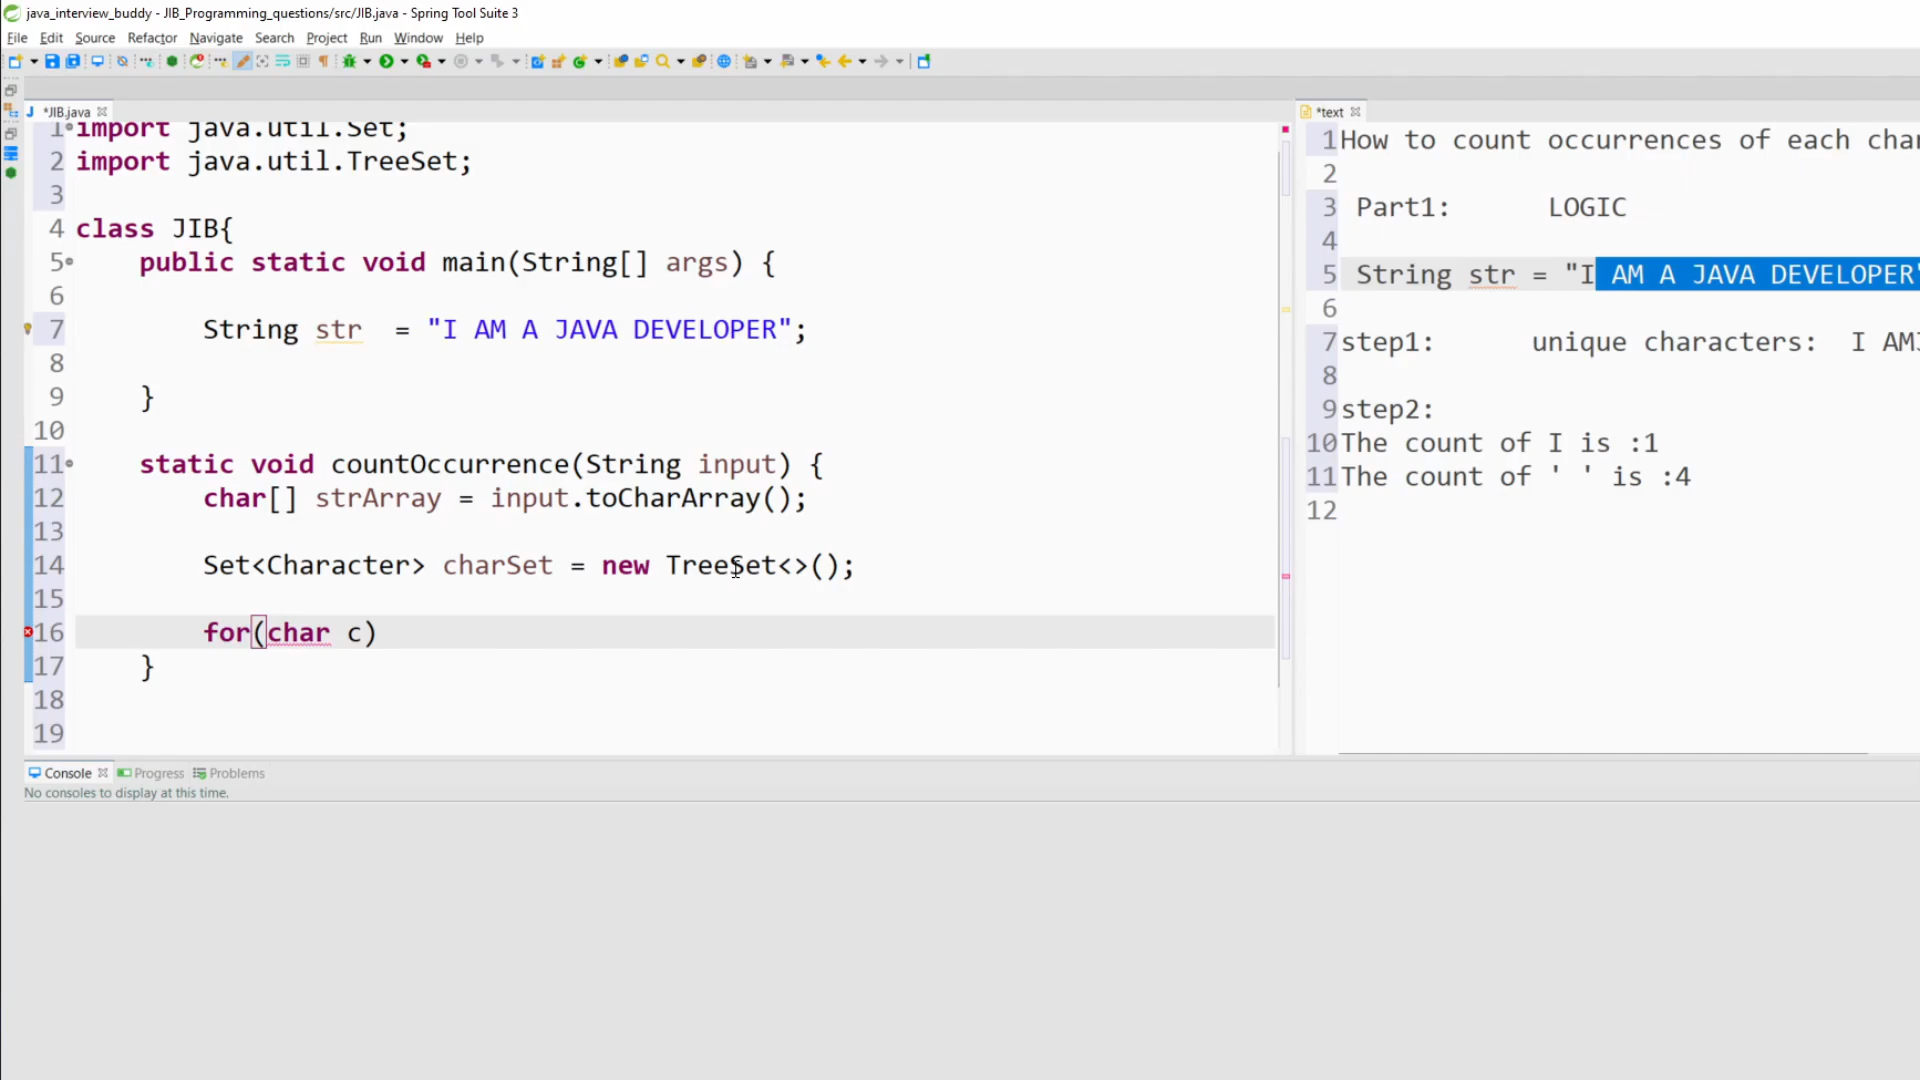 java_interview_buddy - JIB_Programming_questions/src/JIB.java - Spring Tool Suite 3
File Edit Source Refactor Navigate Search Project Run Window Help
*JIB.java
1 import java.util.Set;
2 import java.util.TreeSet;
3
4 class JIB{
5 public static void main(String[] args) {
6
7 String str  = "I AM A JAVA DEVELOPER";
8
9 }
10
11 static void countOccurrence(String input) {
12 char[] strArray = input.toCharArray();
13
14 Set<Character> charSet = new TreeSet<>();
15
16 for(char c)
17 }
18
19
*text
1 How to count occurrences of each
2
3 Part1: LOGIC
4
5 String str = "I AM A JAVA DEVELOPER"
6
7 step1: unique characters: I
8
9 step2:
10 The count of I is :1
11 The count of ' ' is :4
12
Console Progress Problems
No consoles to display at this time.